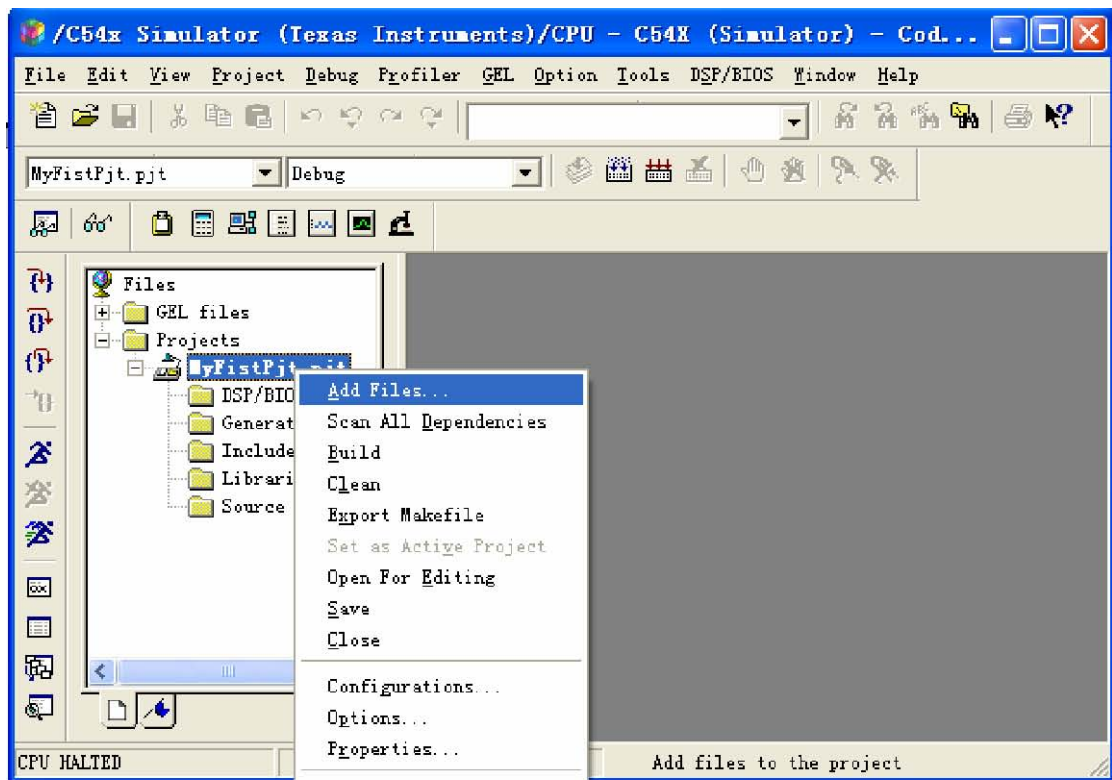 /C54x Simulator (Texas Instruments)/CPU - C54X (Simulator) - Cod...
File Edit View Project Debug Profiler GEL Option Tools DSP/BIOS Window Help
MyFistPjt.pjt Debug
Files
GEL files
Projects
MyFistPjt.pjt
DSP/BIO
Generat
Include
Librari
Source
Add Files...
Scan All Dependencies
Build
Clean
Export Makefile
Set as Active Project
Open For Editing
Save
Close
Configurations...
Options...
Properties...
CPU HALTED
Add files to the project